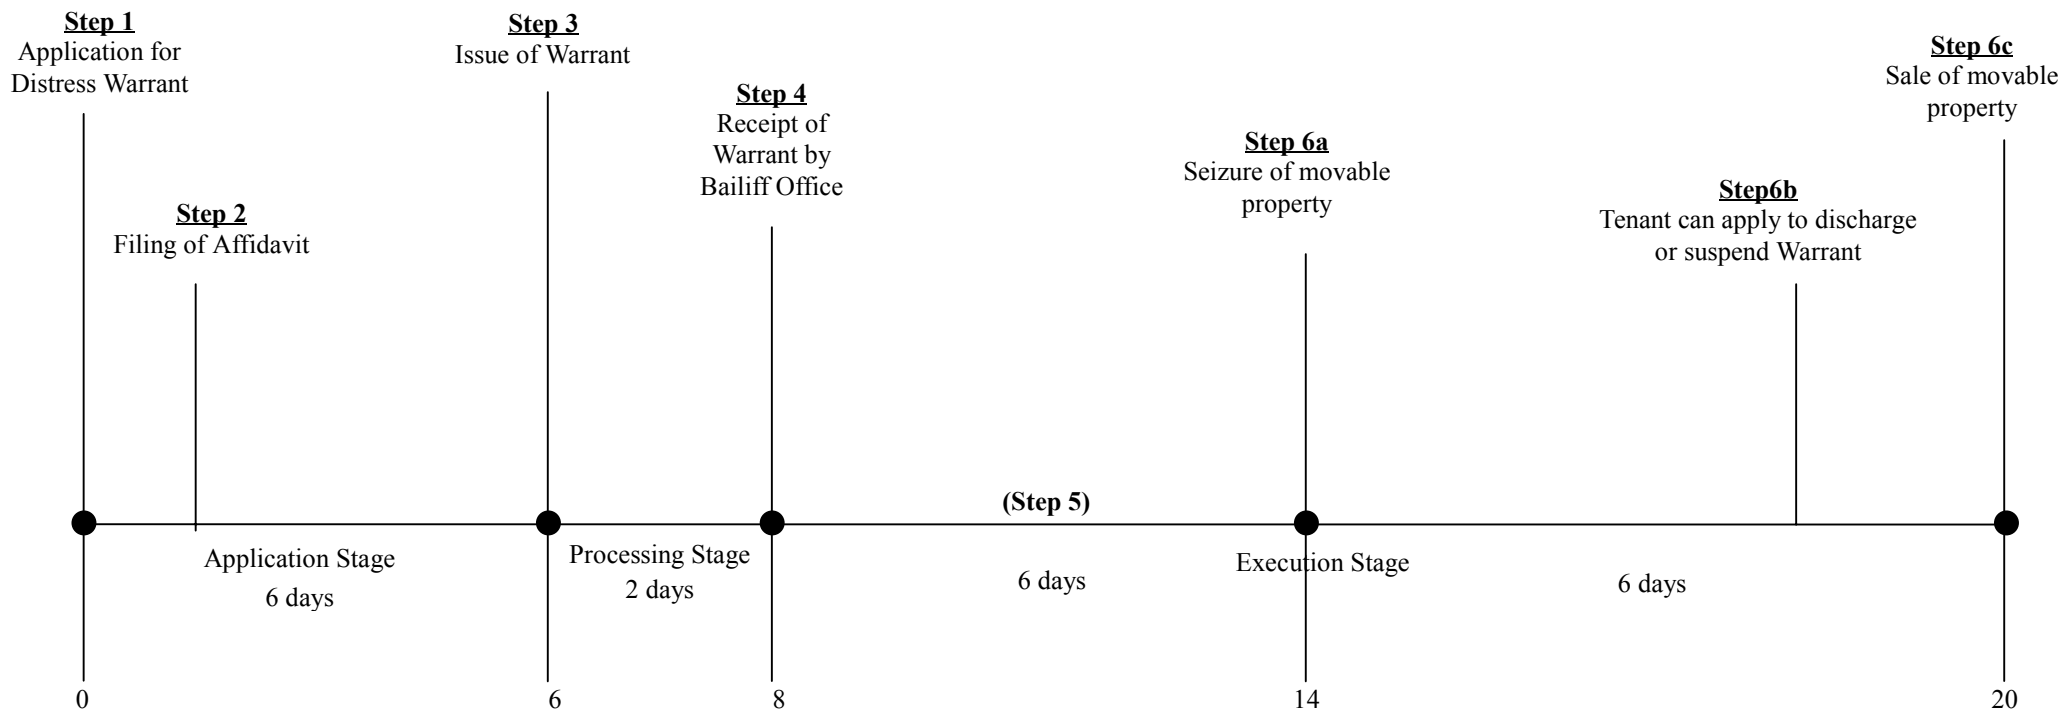 Step 1
Application for
Distress Warrant
Step 2
Filing of Affidavit
Step 3
Issue of Warrant
Step 4
Receipt of
Warrant by
Bailiff Office
Step 6a
Seizure of movable
property
Step6b
Tenant can apply to discharge
or suspend Warrant
Step 6c
Sale of movable
property
(Step 5)
Application Stage
6 days
Processing Stage
2 days
6 days
Execution Stage
6 days
0
6
8
14
20